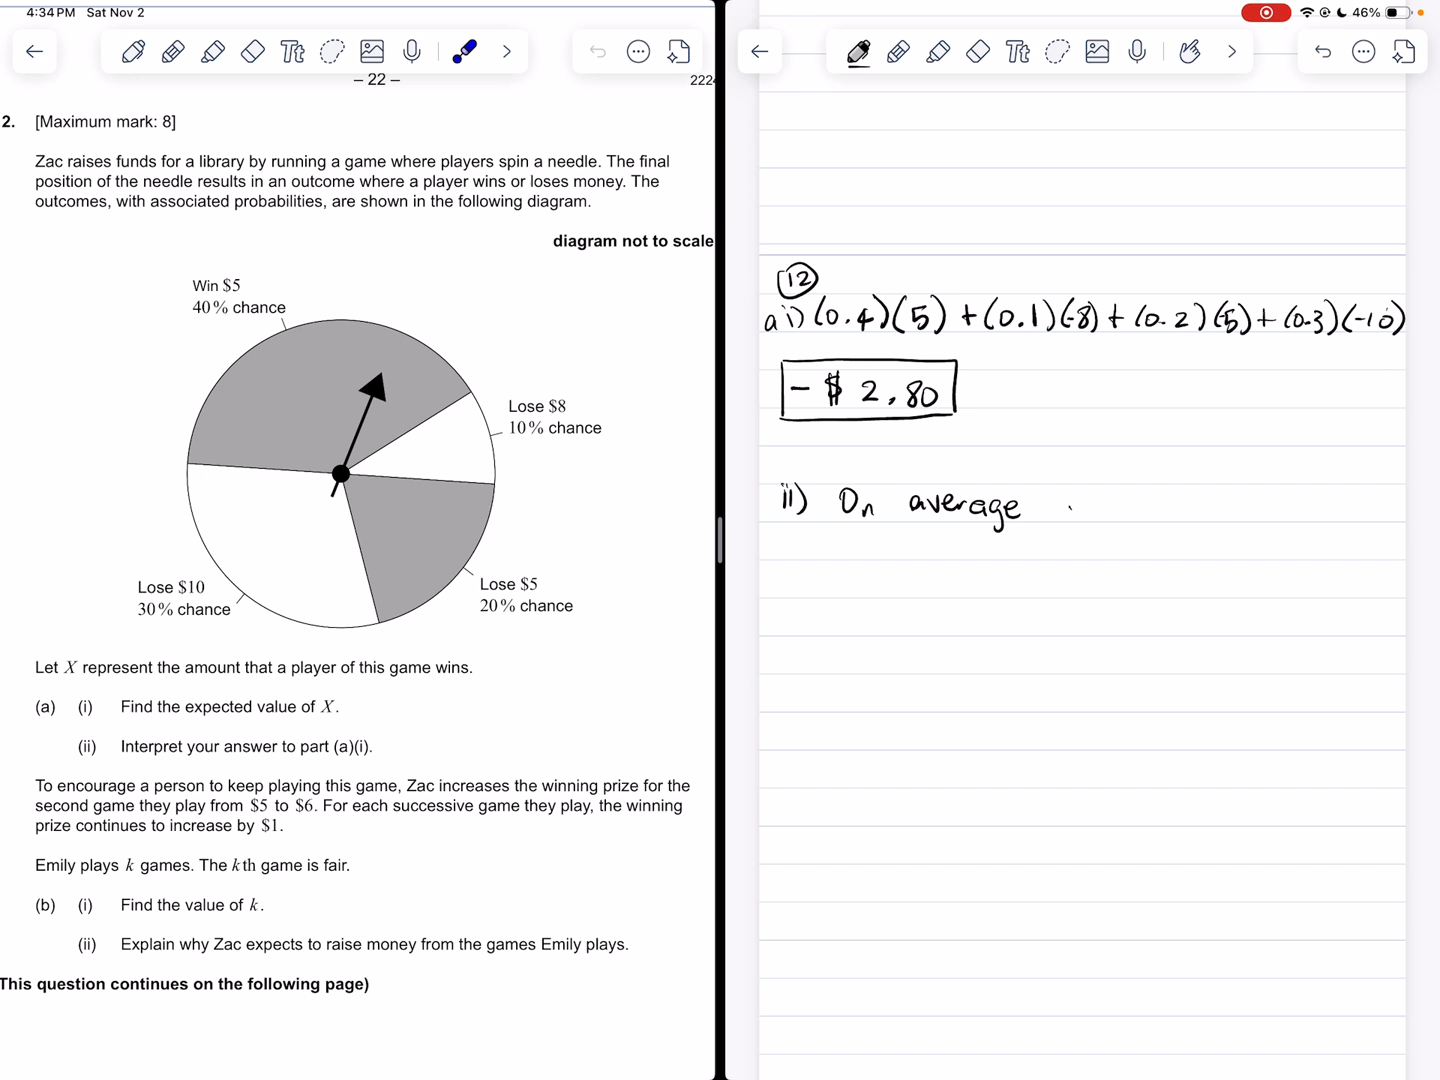 4:34 PM Sat Nov 2
46%
Tt
Tt
– 22 –
222
2. [Maximum mark: 8]
Zac raises funds for a library by running a game where players spin a needle. The final
position of the needle results in an outcome where a player wins or loses money. The
outcomes, with associated probabilities, are shown in the following diagram.
diagram not to scale
Win $5
40% chance
Lose $8
10% chance
Lose $10
30% chance
Lose $5
20% chance
Let X represent the amount that a player of this game wins.
(a) (i) Find the expected value of X.
(ii) Interpret your answer to part (a)(i).
To encourage a person to keep playing this game, Zac increases the winning prize for the
second game they play from $5 to $6. For each successive game they play, the winning
prize continues to increase by $1.
Emily plays k games. The k th game is fair.
(b) (i) Find the value of k.
(ii) Explain why Zac expects to raise money from the games Emily plays.
This question continues on the following page)
12
a i) (0.4)(5) + (0.1)(-8) + (0.2)(-5) + (0.3)(-10)
- $ 2.80
ii) On average